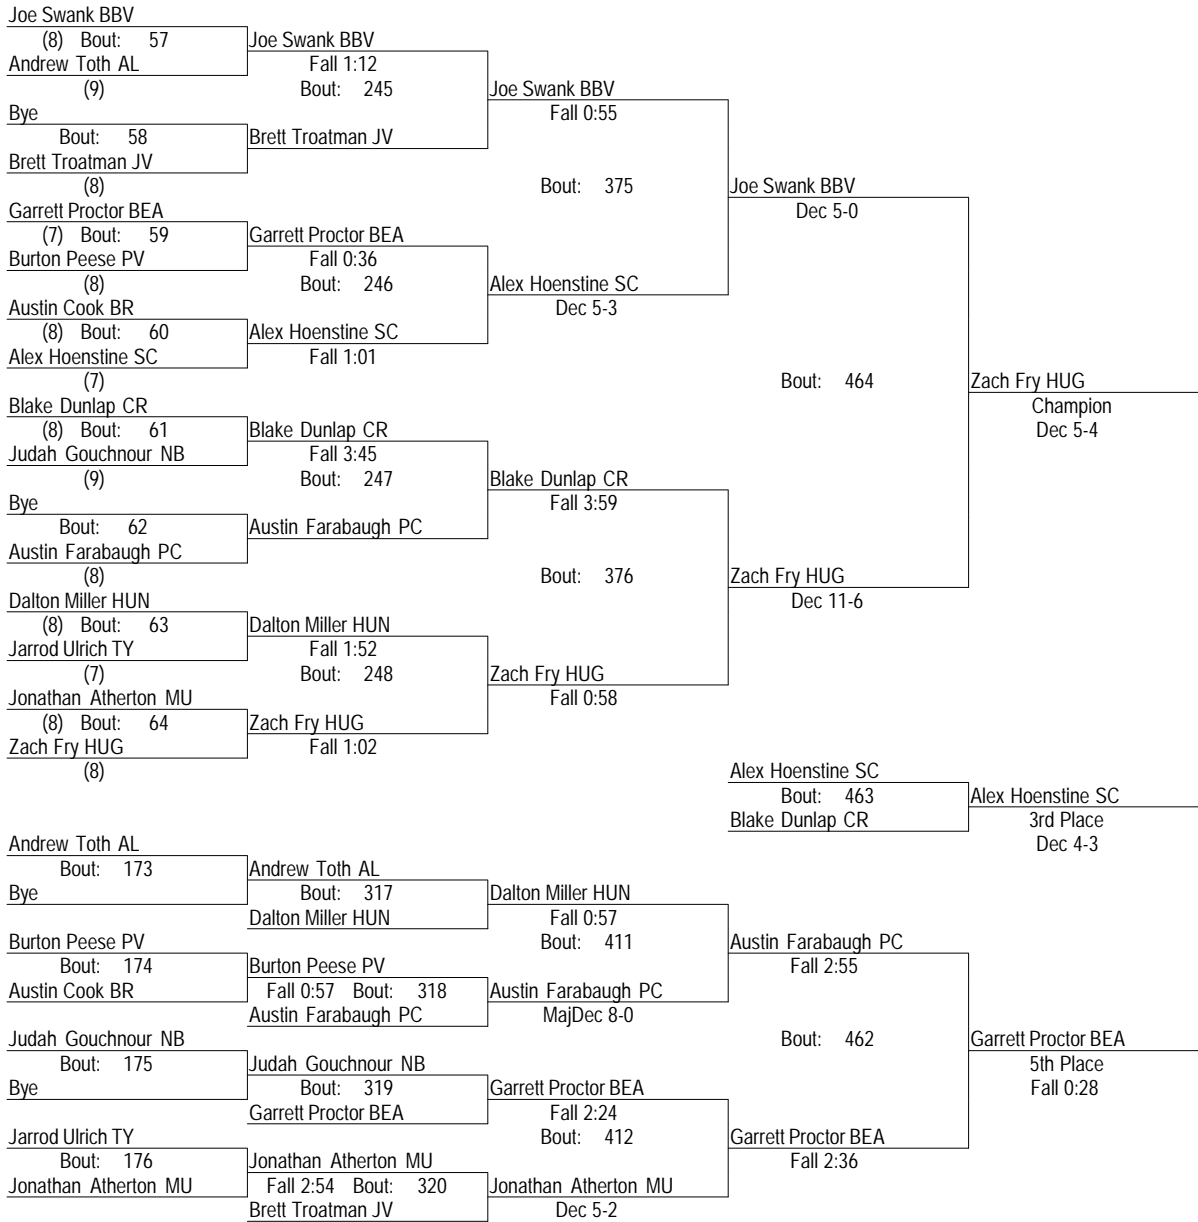 Joe Swank BBV
(8) Bout: 57
Joe Swank BBV
Andrew Toth AL
Fall 1:12
(9)
Bout: 245
Joe Swank BBV
Bye
Fall 0:55
Bout: 58
Brett Troatman JV
Brett Troatman JV
(8)
Bout: 375
Joe Swank BBV
Garrett Proctor BEA
Dec 5-0
(7) Bout: 59
Garrett Proctor BEA
Burton Peese PV
Fall 0:36
(8)
Bout: 246
Alex Hoenstine SC
Austin Cook BR
Dec 5-3
(8) Bout: 60
Alex Hoenstine SC
Alex Hoenstine SC
Fall 1:01
(7)
Bout: 464
Zach Fry HUG
Blake Dunlap CR
Champion
(8) Bout: 61
Blake Dunlap CR
Dec 5-4
Judah Gouchnour NB
Fall 3:45
(9)
Bout: 247
Blake Dunlap CR
Bye
Fall 3:59
Bout: 62
Austin Farabaugh PC
Austin Farabaugh PC
(8)
Bout: 376
Zach Fry HUG
Dalton Miller HUN
Dec 11-6
(8) Bout: 63
Dalton Miller HUN
Jarrod Ulrich TY
Fall 1:52
(7)
Bout: 248
Zach Fry HUG
Jonathan Atherton MU
Fall 0:58
(8) Bout: 64
Zach Fry HUG
Zach Fry HUG
Fall 1:02
(8)
Alex Hoenstine SC
Bout: 463
Alex Hoenstine SC
Blake Dunlap CR
3rd Place
Dec 4-3
Andrew Toth AL
Bout: 173
Andrew Toth AL
Bye
Bout: 317
Dalton Miller HUN
Dalton Miller HUN
Fall 0:57
Burton Peese PV
Bout: 411
Austin Farabaugh PC
Bout: 174
Burton Peese PV
Fall 2:55
Austin Cook BR
Fall 0:57 Bout: 318
Austin Farabaugh PC
Austin Farabaugh PC
MajDec 8-0
Judah Gouchnour NB
Bout: 462
Garrett Proctor BEA
Bout: 175
Judah Gouchnour NB
5th Place
Bye
Bout: 319
Garrett Proctor BEA
Fall 0:28
Garrett Proctor BEA
Fall 2:24
Jarrod Ulrich TY
Bout: 412
Garrett Proctor BEA
Bout: 176
Jonathan Atherton MU
Fall 2:36
Jonathan Atherton MU
Fall 2:54 Bout: 320
Jonathan Atherton MU
Brett Troatman JV
Dec 5-2